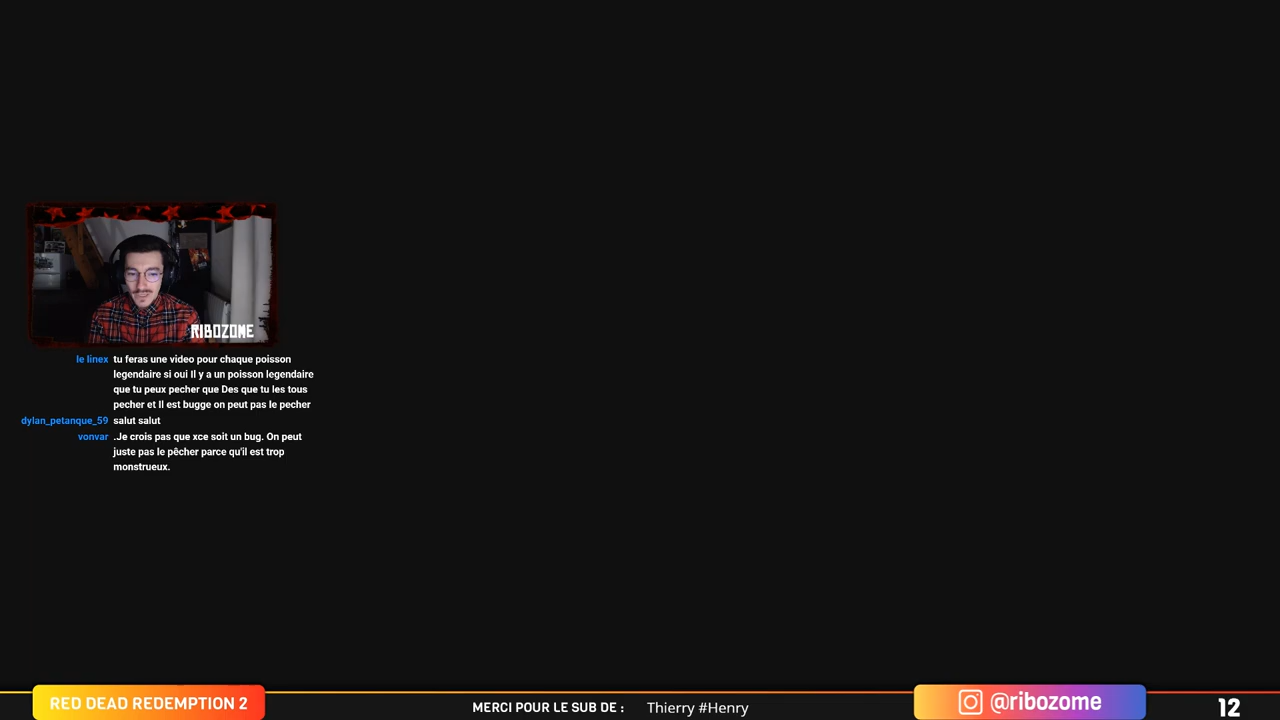 RIBOZOME
le linex tu feras une video pour chaque poisson
legendaire si oui Il y a un poisson legendaire
que tu peux pecher que Des que tu les tous
pecher et Il est bugge on peut pas le pecher
dylan_petanque_59 salut salut
vonvar .Je crois pas que xce soit un bug. On peut
juste pas le pêcher parce qu'il est trop
monstrueux.
RED DEAD REDEMPTION 2 MERCI POUR LE SUB DE : Thierry #Henry @ribozome 12